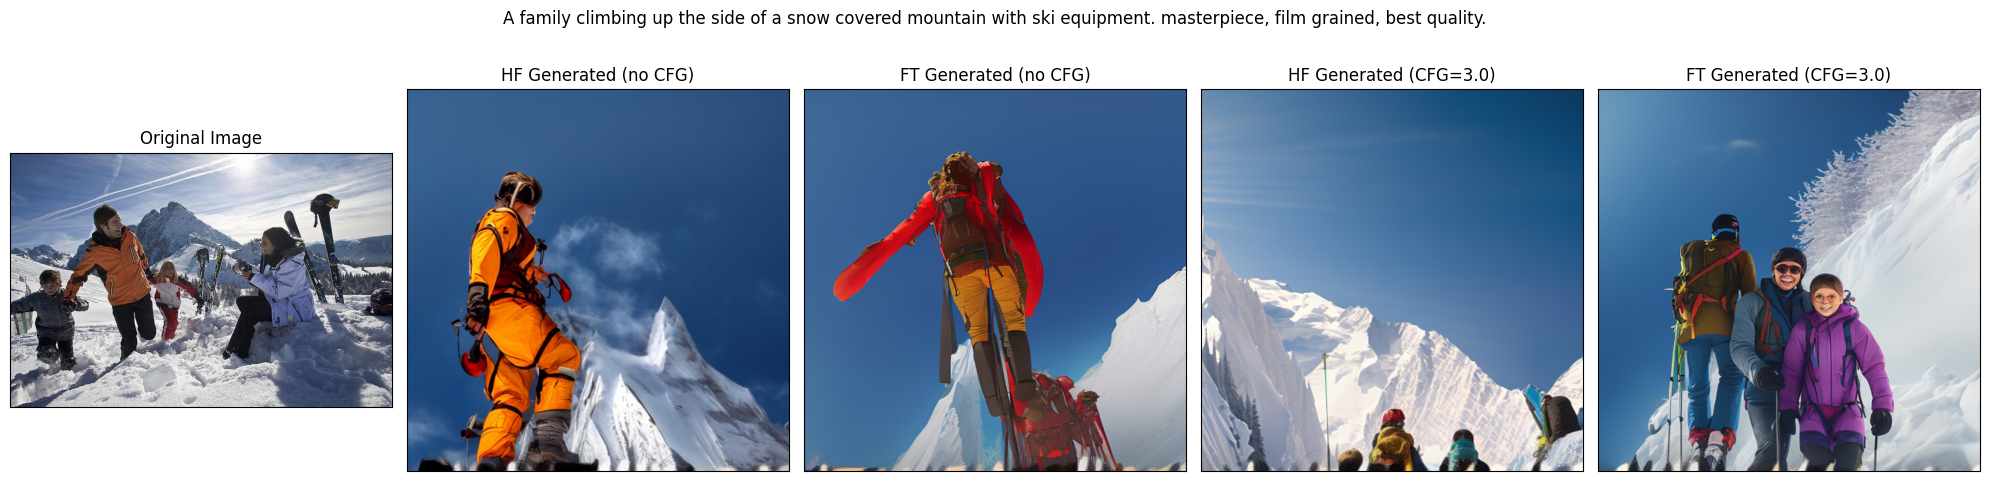 A family climbing up the side of a snow covered mountain with ski equipment. masterpiece, film grained, best quality.
Original Image
HF Generated (no CFG)
FT Generated (no CFG)
HF Generated (CFG=3.0)
FT Generated (CFG=3.0)